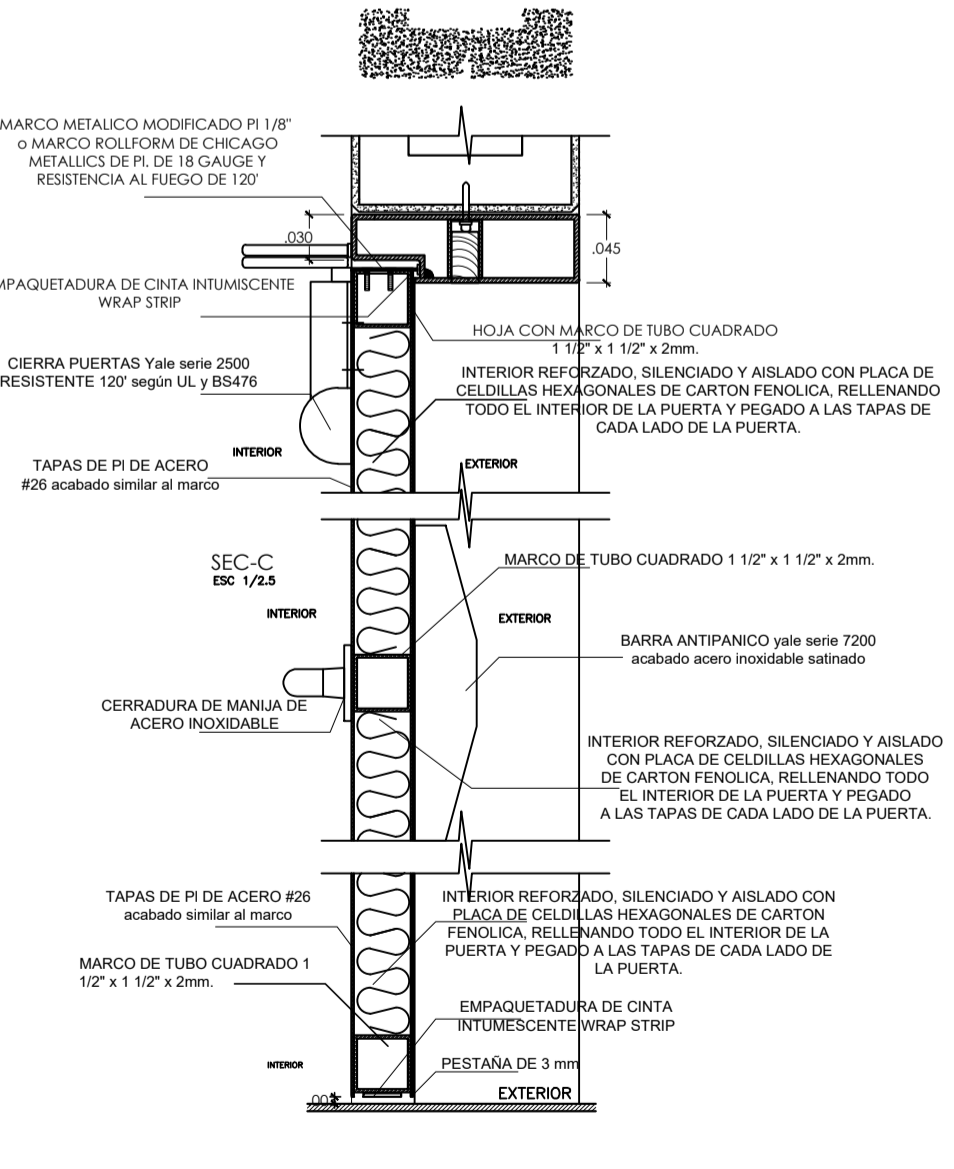 MARCO METALICO MODIFICADO Pl 1/8"
o MARCO ROLLFORM DE CHICAGO
METALLICS DE Pl. DE 18 GAUGE Y
RESISTENCIA AL FUEGO DE 120'
.030
.045
MPAQUETADURA DE CINTA INTUMISCENTE
WRAP STRIP
HOJA CON MARCO DE TUBO CUADRADO
1 1/2" x 1 1/2" x 2mm.
CIERRA PUERTAS Yale serie 2500
RESISTENTE 120' según UL y BS476
INTERIOR REFORZADO, SILENCIADO Y AISLADO CON PLACA DE
CELDILLAS HEXAGONALES DE CARTON FENOLICA, RELLENANDO
TODO EL INTERIOR DE LA PUERTA Y PEGADO A LAS TAPAS DE
CADA LADO DE LA PUERTA.
INTERIOR
EXTERIOR
TAPAS DE Pl DE ACERO
#26 acabado similar al marco
SEC-C
ESC 1/2.5
MARCO DE TUBO CUADRADO 1 1/2" x 1 1/2" x 2mm.
INTERIOR
EXTERIOR
BARRA ANTIPANICO yale serie 7200
acabado acero inoxidable satinado
CERRADURA DE MANIJA DE
ACERO INOXIDABLE
INTERIOR REFORZADO, SILENCIADO Y AISLADO
CON PLACA DE CELDILLAS HEXAGONALES
DE CARTON FENOLICA, RELLENANDO TODO
EL INTERIOR DE LA PUERTA Y PEGADO
A LAS TAPAS DE CADA LADO DE LA PUERTA.
TAPAS DE Pl DE ACERO #26
acabado similar al marco
INTERIOR REFORZADO, SILENCIADO Y AISLADO CON
PLACA DE CELDILLAS HEXAGONALES DE CARTON
FENOLICA, RELLENANDO TODO EL INTERIOR DE LA
PUERTA Y PEGADO A LAS TAPAS DE CADA LADO DE
LA PUERTA.
MARCO DE TUBO CUADRADO 1
1/2" x 1 1/2" x 2mm.
EMPAQUETADURA DE CINTA
INTUMESCENTE WRAP STRIP
INTERIOR
PESTAÑA DE 3 mm
EXTERIOR